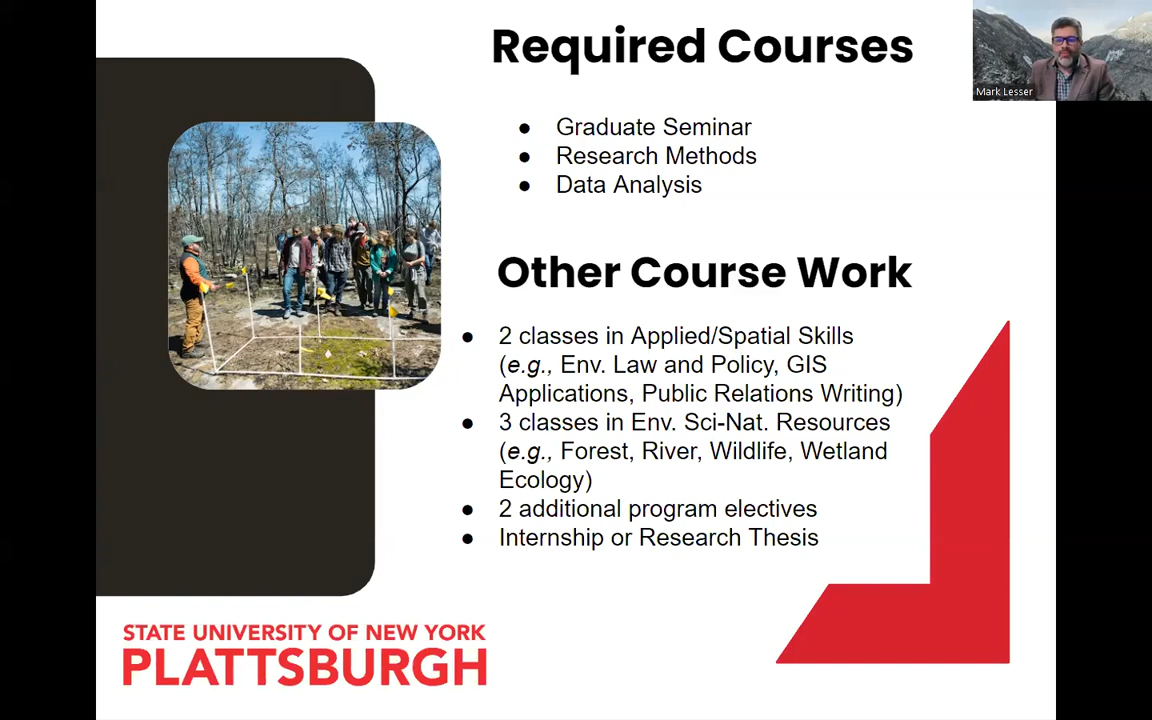 Required Courses
Mark Lesser
● Graduate Seminar
● Research Methods
● Data Analysis
Other Course Work
● 2 classes in Applied/Spatial Skills
(e.g., Env. Law and Policy, GIS
Applications, Public Relations Writing)
● 3 classes in Env. Sci-Nat. Resources
(e.g., Forest, River, Wildlife, Wetland
Ecology)
● 2 additional program electives
● Internship or Research Thesis
STATE UNIVERSITY OF NEW YORK
PLATTSBURGH